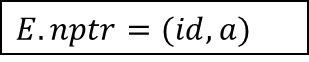 E.nptr = (id, a)